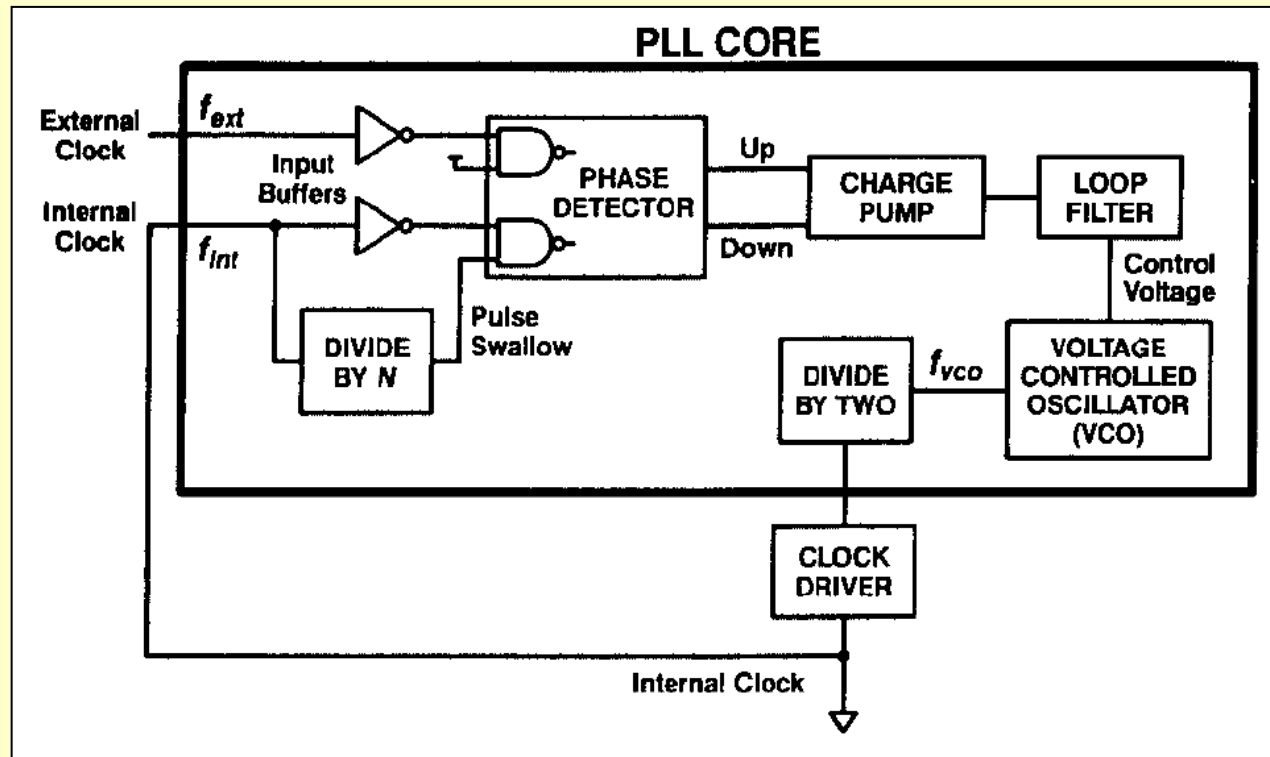 PLL CORE
External
Clock
f_ext
Input
Buffers
Internal
Clock
f_int
PHASE
DETECTOR
Up
Down
CHARGE
PUMP
LOOP
FILTER
Control
Voltage
DIVIDE
BY N
Pulse
Swallow
DIVIDE
BY TWO
f_vco
VOLTAGE
CONTROLLED
OSCILLATOR
(VCO)
CLOCK
DRIVER
Internal Clock